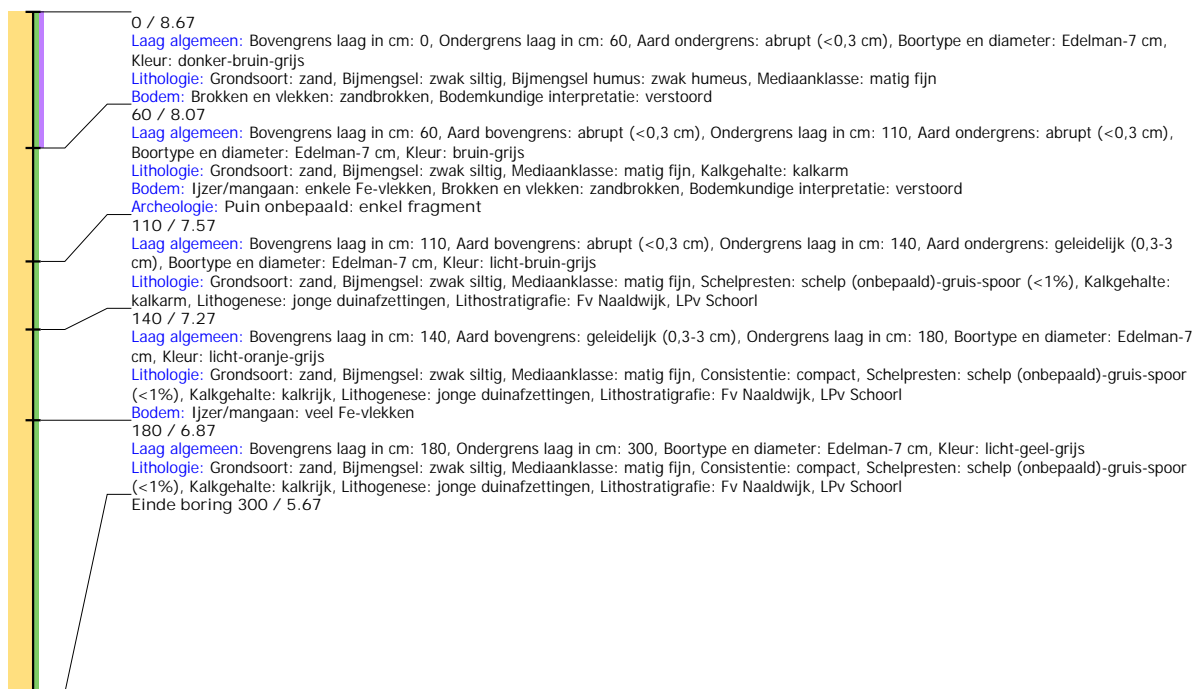 0 / 8.67
Laag algemeen: Bovengrens laag in cm: 0, Ondergrens laag in cm: 60, Aard ondergrens: abrupt (<0,3 cm), Boortype en diameter: Edelman-7 cm,
Kleur: donker-bruin-grijs
Lithologie: Grondsoort: zand, Bijmengsel: zwak siltig, Bijmengsel humus: zwak humeus, Mediaanklasse: matig fijn
Bodem: Brokken en vlekken: zandbrokken, Bodemkundige interpretatie: verstoord
60 / 8.07
Laag algemeen: Bovengrens laag in cm: 60, Aard bovengrens: abrupt (<0,3 cm), Ondergrens laag in cm: 110, Aard ondergrens: abrupt (<0,3 cm),
Boortype en diameter: Edelman-7 cm, Kleur: bruin-grijs
Lithologie: Grondsoort: zand, Bijmengsel: zwak siltig, Mediaanklasse: matig fijn, Kalkgehalte: kalkarm
Bodem: Ijzer/mangaan: enkele Fe-vlekken, Brokken en vlekken: zandbrokken, Bodemkundige interpretatie: verstoord
Archeologie: Puin onbepaald: enkel fragment
110 / 7.57
Laag algemeen: Bovengrens laag in cm: 110, Aard bovengrens: abrupt (<0,3 cm), Ondergrens laag in cm: 140, Aard ondergrens: geleidelijk (0,3-3
cm), Boortype en diameter: Edelman-7 cm, Kleur: licht-bruin-grijs
Lithologie: Grondsoort: zand, Bijmengsel: zwak siltig, Mediaanklasse: matig fijn, Schelpresten: schelp (onbepaald)-gruis-spoor (<1%), Kalkgehalte:
kalkarm, Lithogenese: jonge duinafzettingen, Lithostratigrafie: Fv Naaldwijk, LPv Schoorl
140 / 7.27
Laag algemeen: Bovengrens laag in cm: 140, Aard bovengrens: geleidelijk (0,3-3 cm), Ondergrens laag in cm: 180, Boortype en diameter: Edelman-7
cm, Kleur: licht-oranje-grijs
Lithologie: Grondsoort: zand, Bijmengsel: zwak siltig, Mediaanklasse: matig fijn, Consistentie: compact, Schelpresten: schelp (onbepaald)-gruis-spoor
(<1%), Kalkgehalte: kalkrijk, Lithogenese: jonge duinafzettingen, Lithostratigrafie: Fv Naaldwijk, LPv Schoorl
Bodem: Ijzer/mangaan: veel Fe-vlekken
180 / 6.87
Laag algemeen: Bovengrens laag in cm: 180, Ondergrens laag in cm: 300, Boortype en diameter: Edelman-7 cm, Kleur: licht-geel-grijs
Lithologie: Grondsoort: zand, Bijmengsel: zwak siltig, Mediaanklasse: matig fijn, Consistentie: compact, Schelpresten: schelp (onbepaald)-gruis-spoor
(<1%), Kalkgehalte: kalkrijk, Lithogenese: jonge duinafzettingen, Lithostratigrafie: Fv Naaldwijk, LPv Schoorl
Einde boring 300 / 5.67